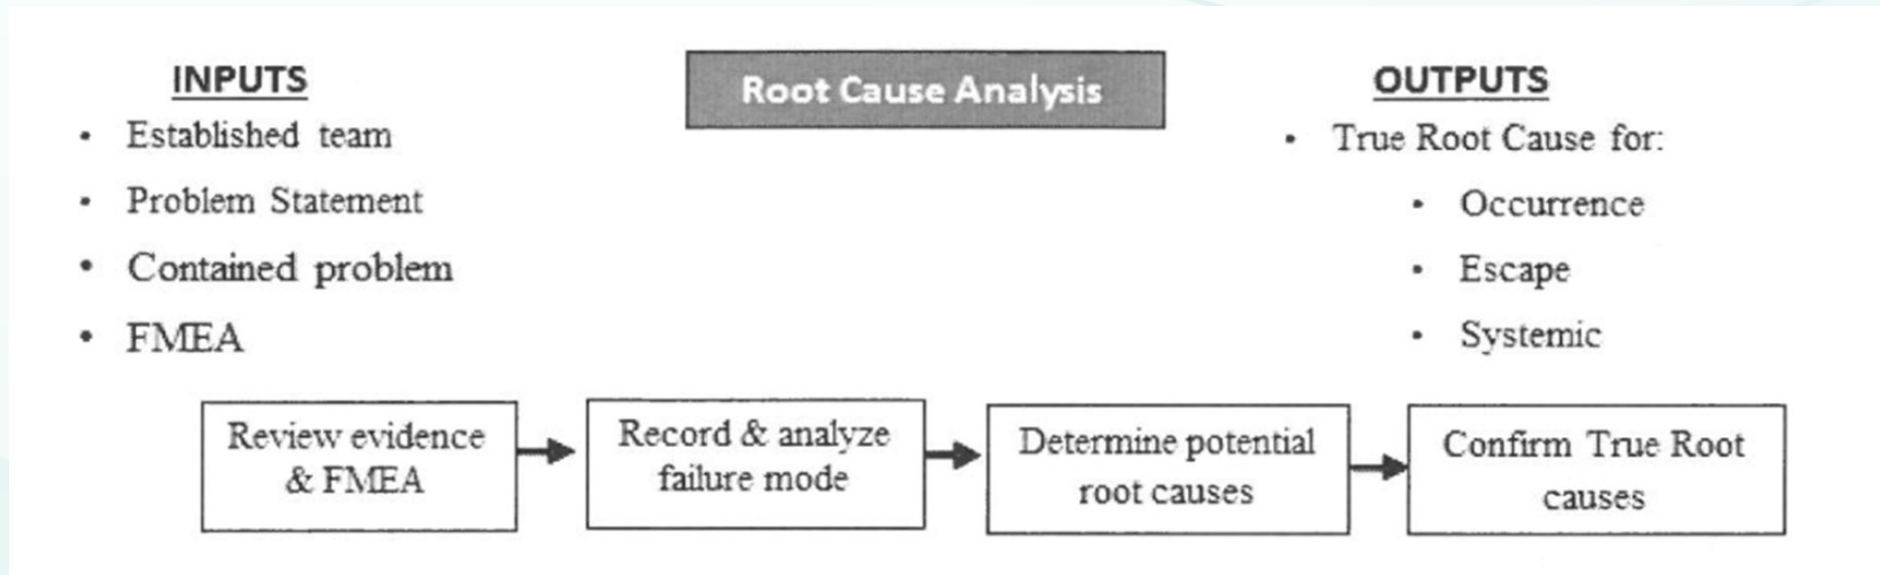 INPUTS
• Established team
• Problem Statement
• Contained problem
• FMEA
Root Cause Analysis
OUTPUTS
• True Root Cause for:
• Occurrence
• Escape
• Systemic
Review evidence
& FMEA
Record & analyze
failure mode
Determine potential
root causes
Confirm True Root
causes